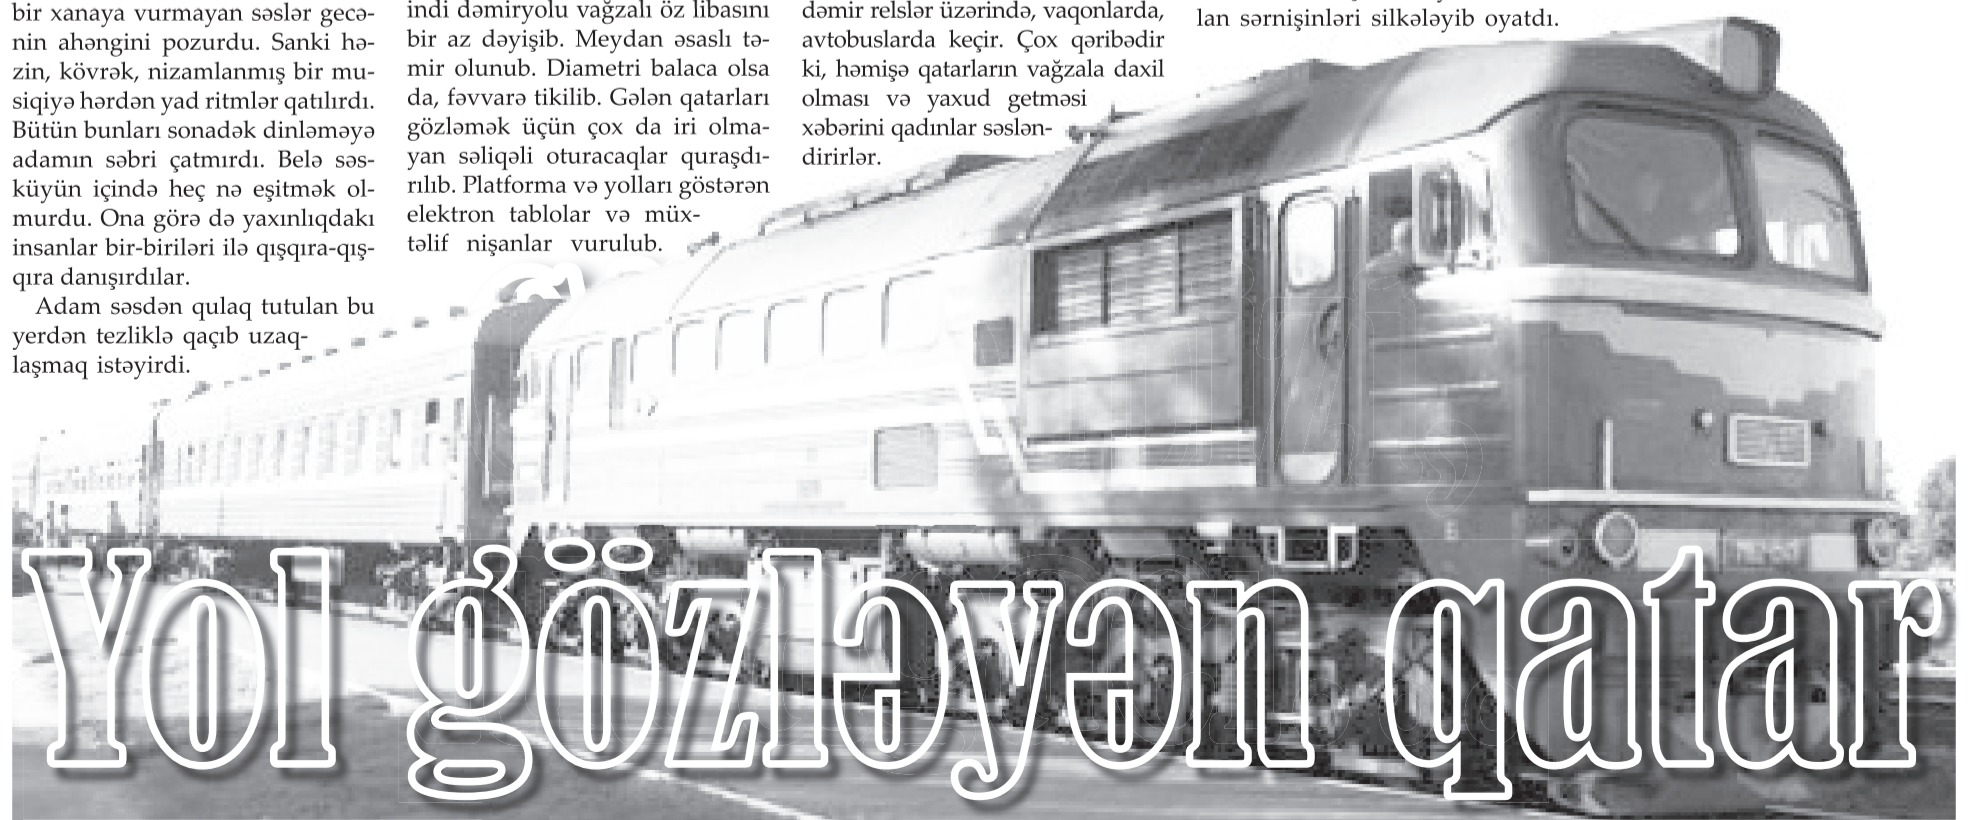 bir xanaya vurmayan səslər gecə-
nin ahəngini pozurdu. Sanki hə-
zin, kövrək, nizamlanmış bir mu-
siqiyə hərdən yad ritmlər qatılırdı.
Bütün bunları sonadək dinləməyə
adamın səbri çatmırdı. Belə səs-
küyün içində heç nə eşitmək ol-
murdu. Ona görə də yaxınlıqdakı
insanlar bir-biriləri ilə qışqıra-qış-
qıra danışırdılar.
Adam səsdən qulaq tutulan bu
yerdən tezliklə qaçıb uzaq-
laşmaq istəyirdi.
indi dəmiryolu vağzalı öz libasını
bir az dəyişib. Meydan əsaslı tə-
mir olunub. Diametri balaca olsa
da, fəvvarə tikilib. Gələn qatarları
gözləmək üçün çox da iri olma-
yan səliqəli oturacaqlar quraşdı-
rılıb. Platforma və yolları göstərən
elektron tablolar və müx-
təlif nişanlar vurulub.
dəmir relslər üzərində, vaqonlarda,
avtobuslarda keçir. Çox qəribədir
ki, həmişə qatarların vağzala daxil
olması və yaxud getməsi
xəbərini qadınlar səslən-
dirirlər.
lan sərnişinləri silkələyib oyatdı.
Yol gözləyən qatar